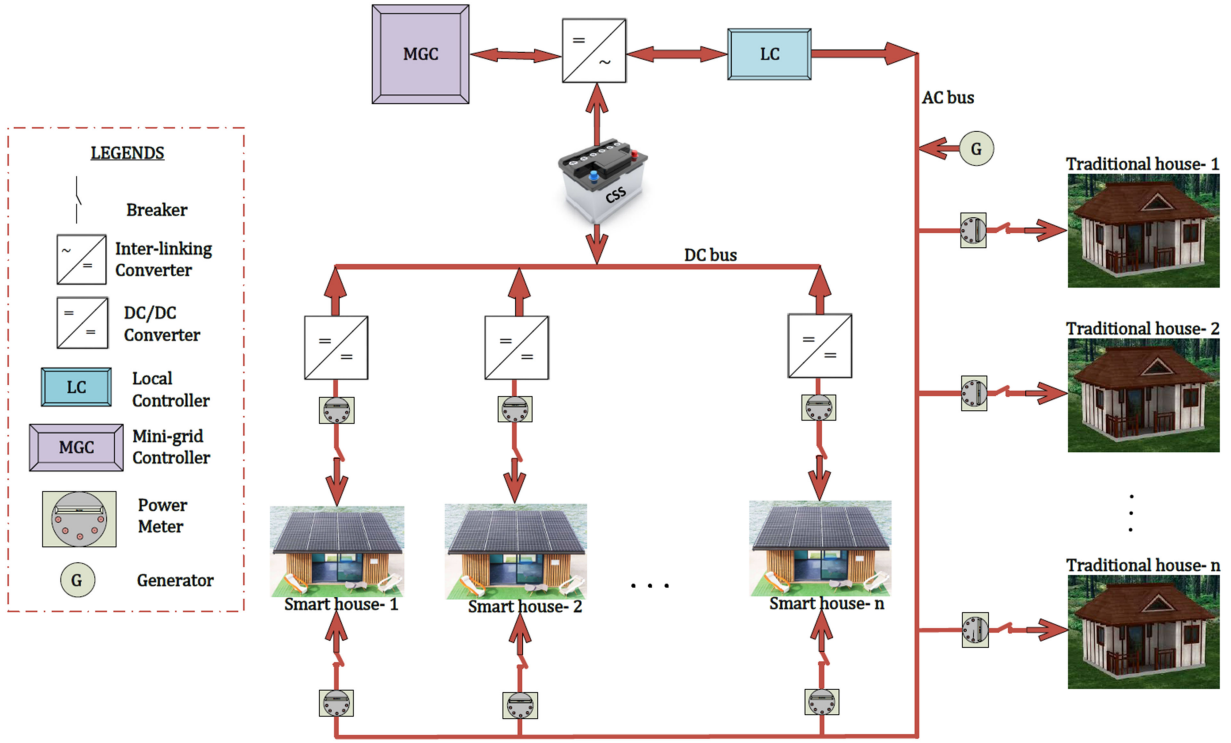 MGC
LC
AC bus
G
CSS
DC bus
LEGENDS
Breaker
Inter-linking
Converter
DC/DC
Converter
LC
Local
Controller
MGC
Mini-grid
Controller
Power
Meter
G
Generator
Traditional house- 1
Traditional house- 2
Traditional house- n
Smart house- 1
Smart house- 2
Smart house- n